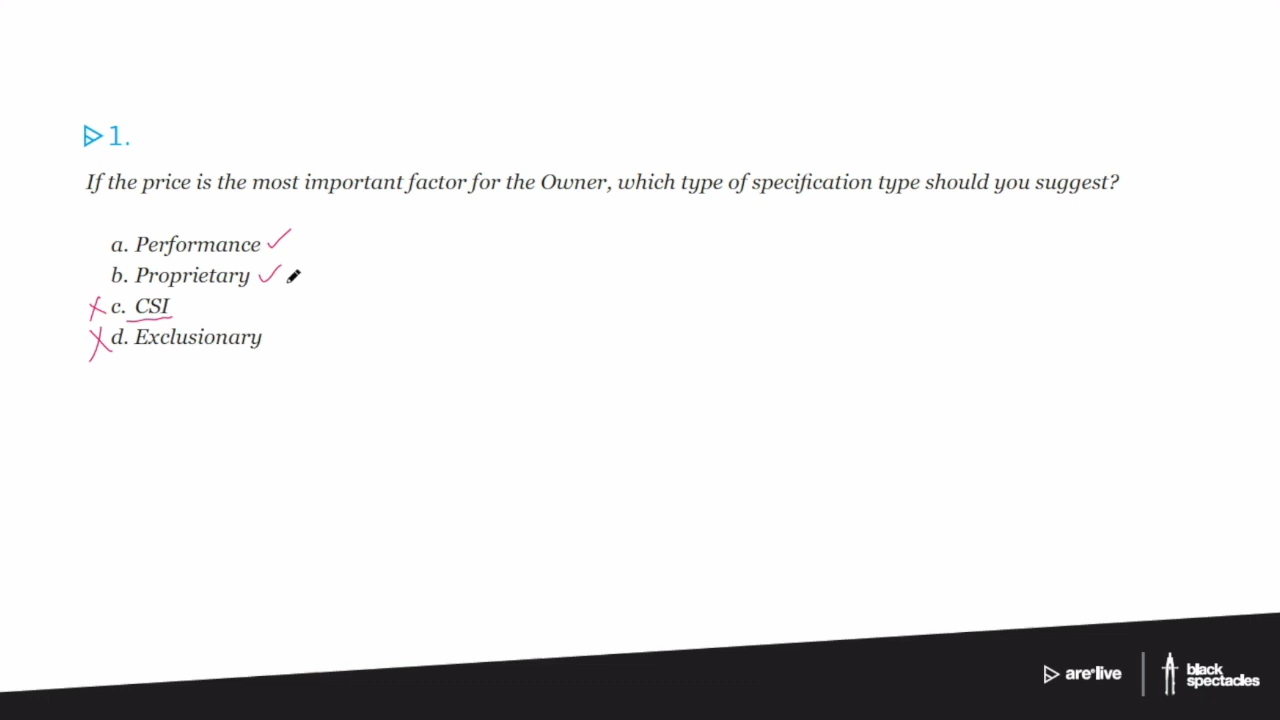 1.
If the price is the most important factor for the Owner, which type of specification type should you suggest?
a. Performance
b. Proprietary
c. CSI
d. Exclusionary
are live
black
spectacles